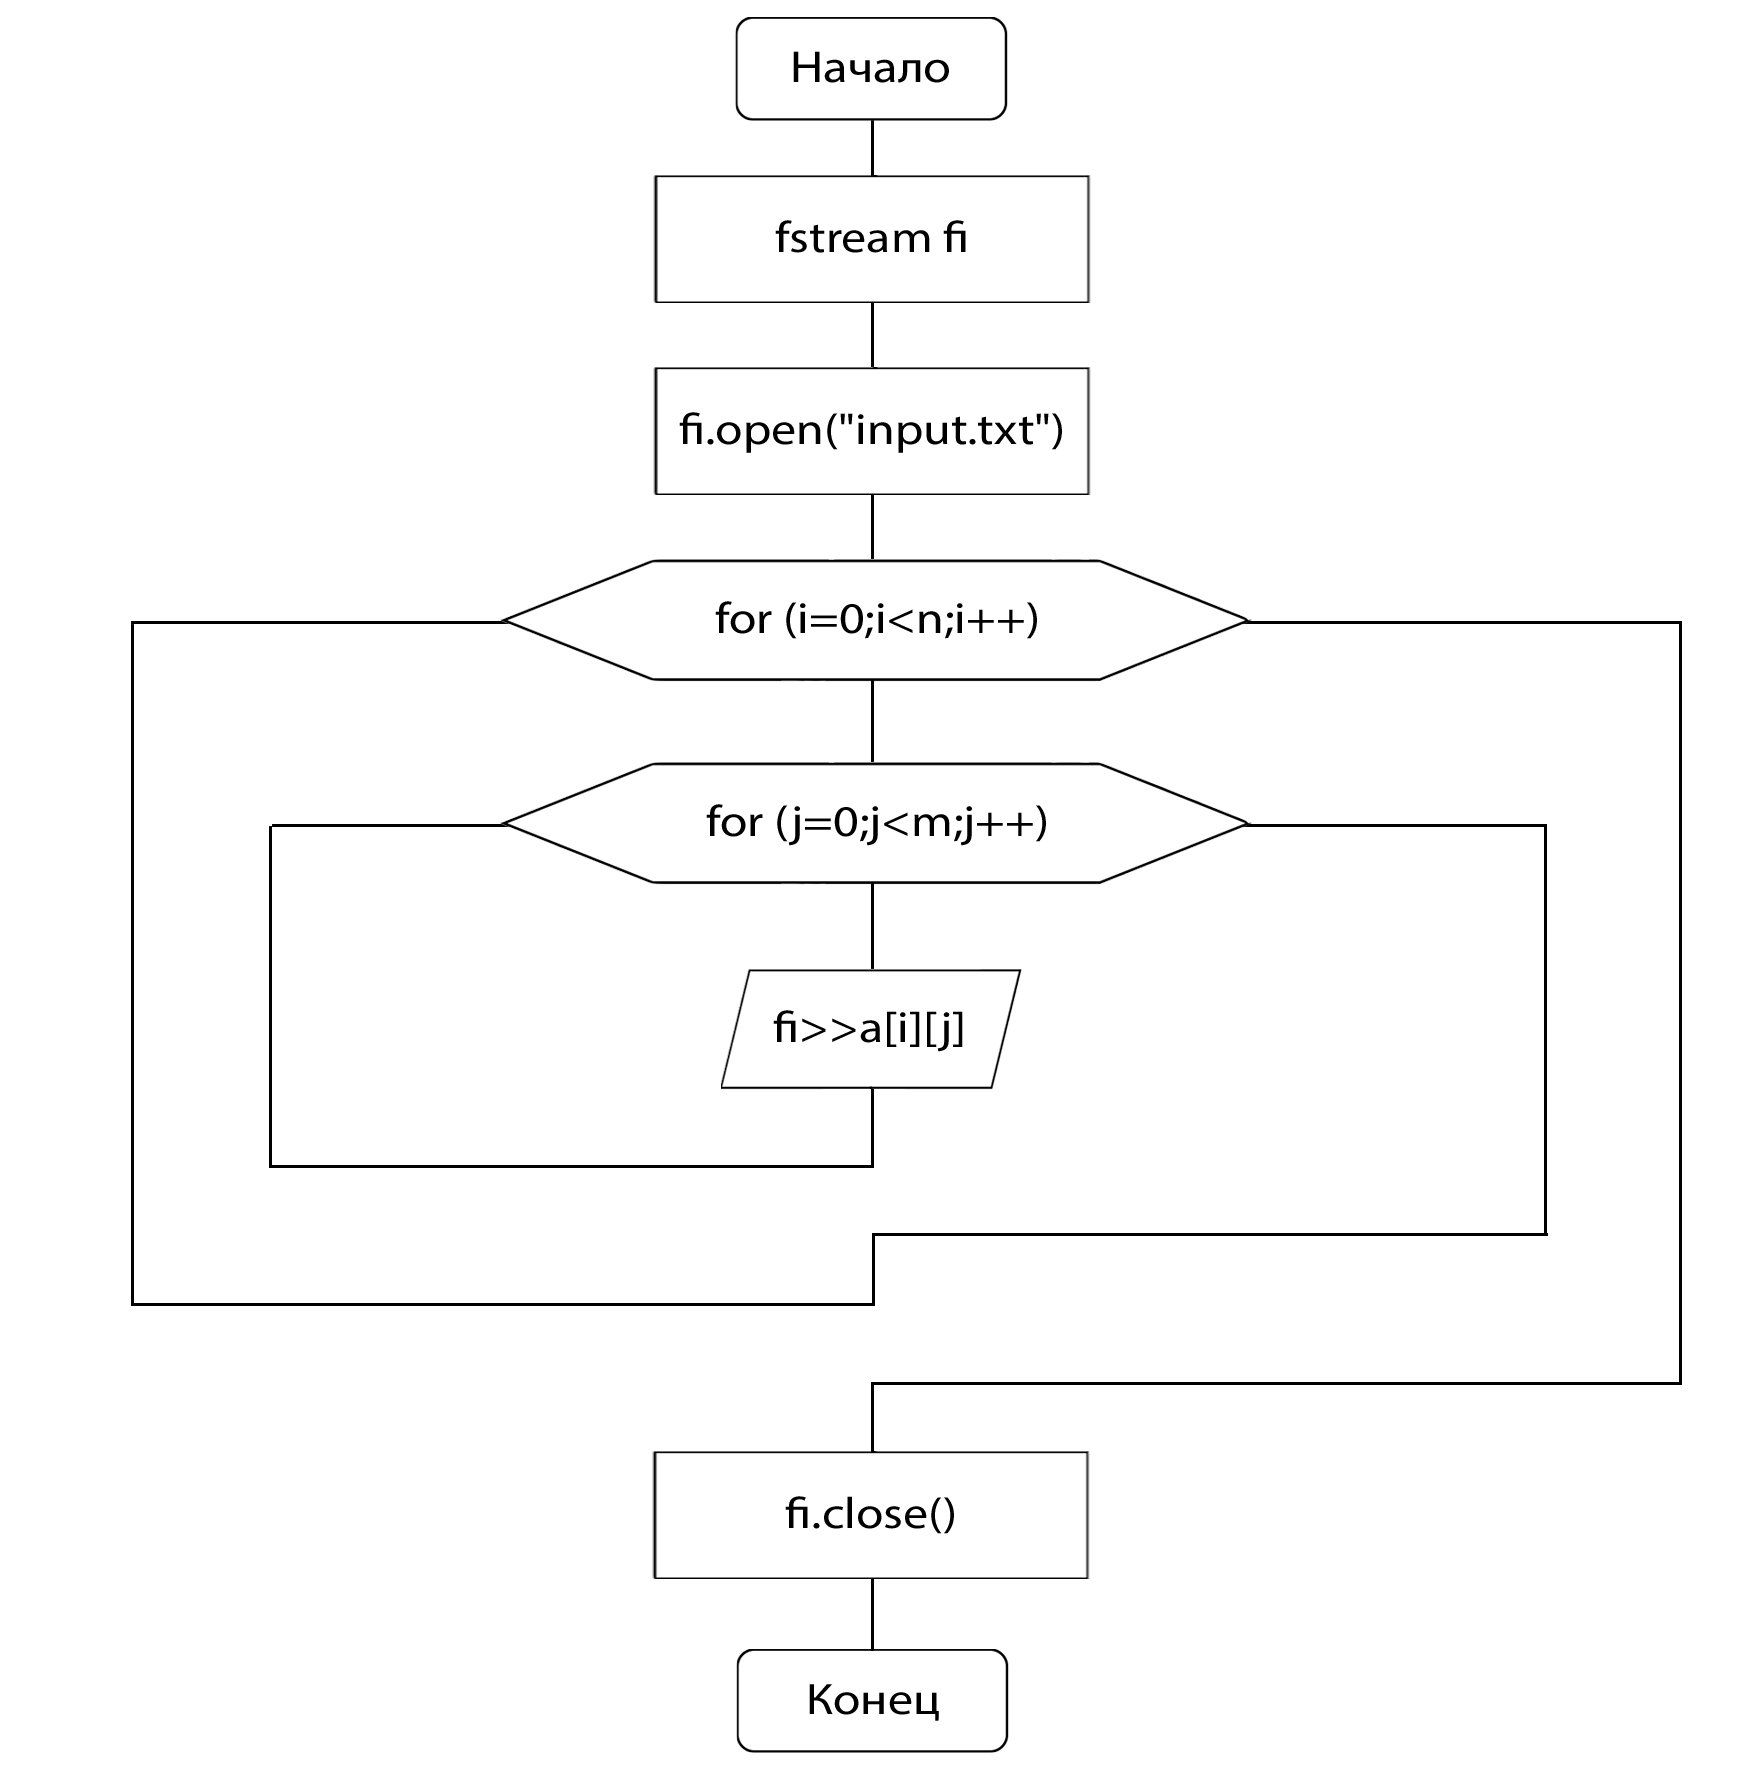 Начало
fstream fi
fi.open("input.txt")
for (i=0;i<n;i++)
for (j=0;j<m;j++)
fi>>a[i][j]
fi.close()
Конец